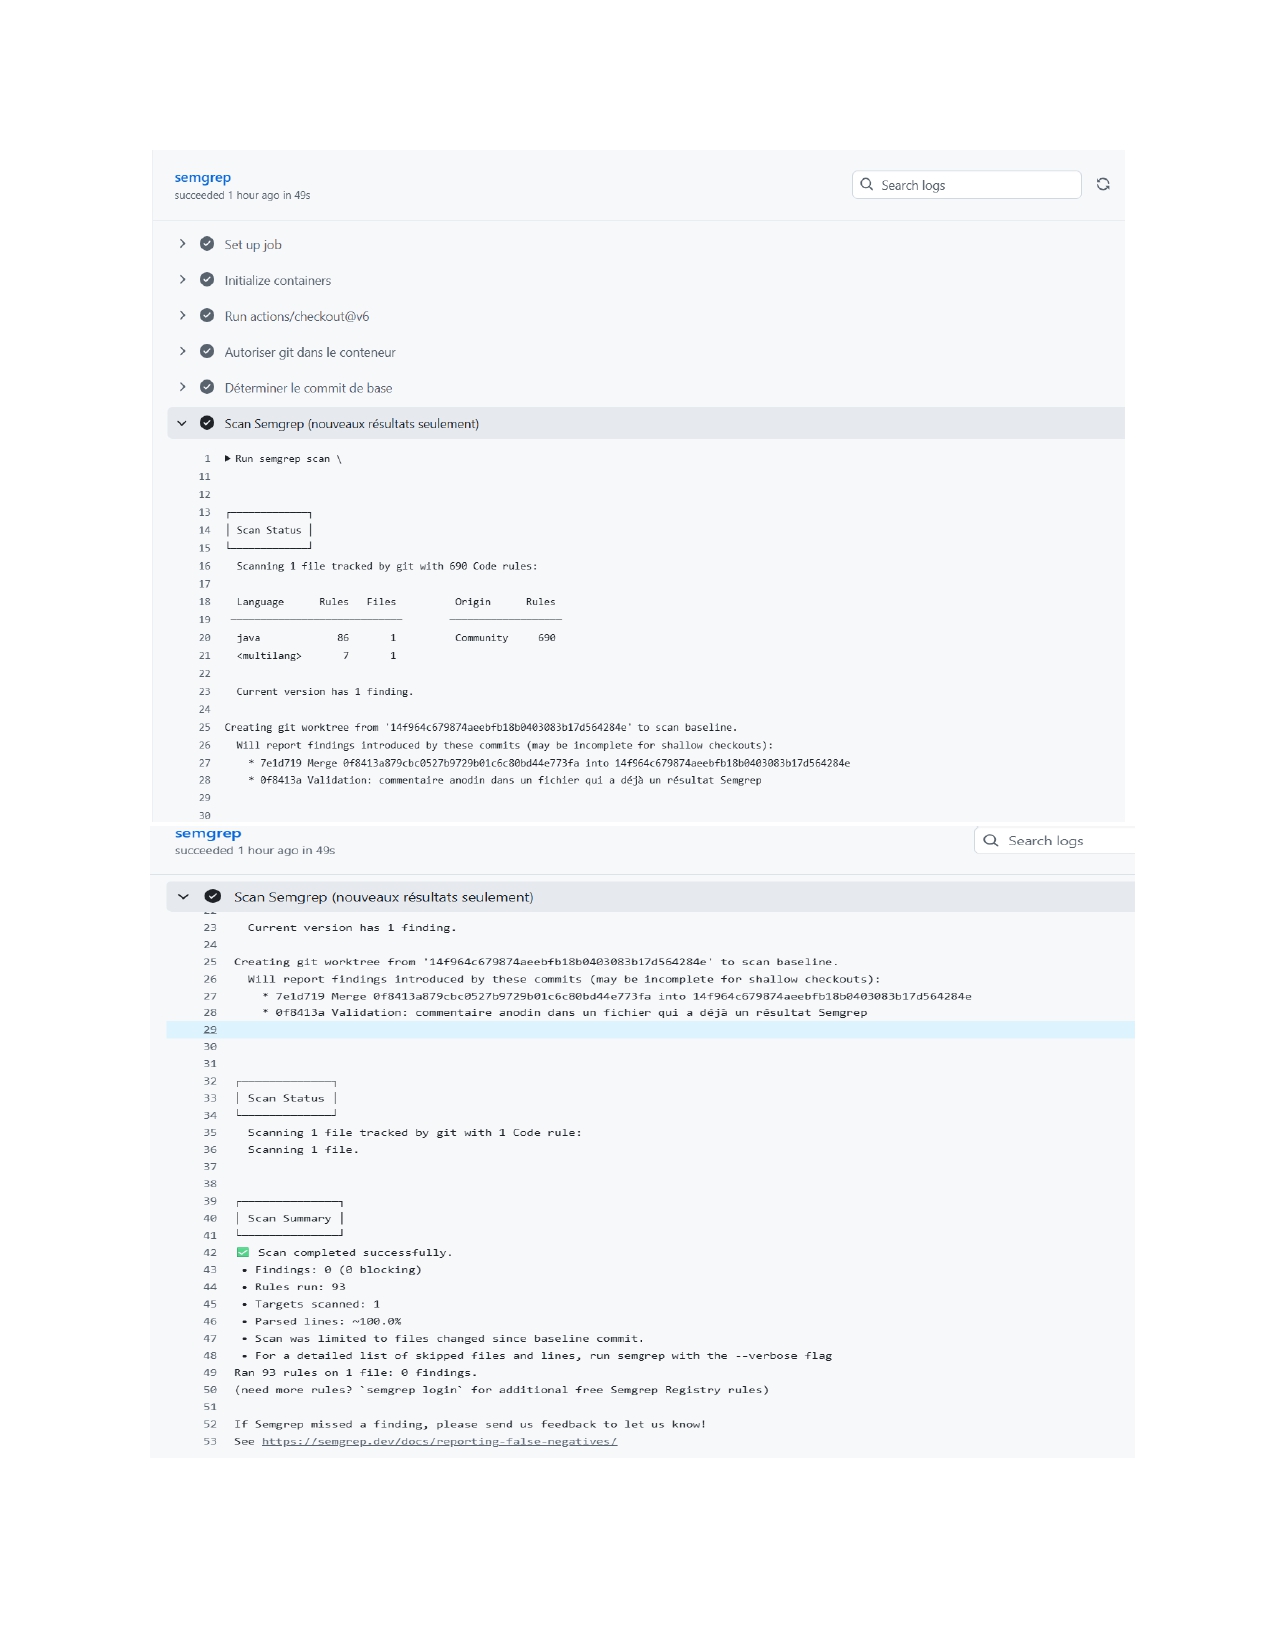 semgrep
succeeded 1 hour ago in 49s
Search logs
Set up job
Initialize containers
Run actions/checkout@v6
Autoriser git dans le conteneur
Déterminer le commit de base
Scan Semgrep (nouveaux résultats seulement)
1 Run semgrep scan \
11
12
13
14 Scan Status
15
16 Scanning 1 file tracked by git with 690 Code rules:
17
18 Language Rules Files Origin Rules
19
20 java 86 1 Community 690
21 <multilang> 7 1
22
23 Current version has 1 finding.
24
25 Creating git worktree from '14f964c679874aeebfb18b0403083b17d564284e' to scan baseline.
26 Will report findings introduced by these commits (may be incomplete for shallow checkouts):
27 * 7e1d719 Merge 0f8413a879cbc0527b9729b01c6c80bd44e773fa into 14f964c679874aeebfb18b0403083b17d564284e
28 * 0f8413a Validation: commentaire anodin dans un fichier qui a déjà un résultat Semgrep
29
30
semgrep
succeeded 1 hour ago in 49s
Search logs
Scan Semgrep (nouveaux résultats seulement)
23 Current version has 1 finding.
24
25 Creating git worktree from '14f964c679874aeebfb18b0403083b17d564284e' to scan baseline.
26 Will report findings introduced by these commits (may be incomplete for shallow checkouts):
27 * 7e1d719 Merge 0f8413a879cbc0527b9729b01c6c80bd44e773fa into 14f964c679874aeebfb18b0403083b17d564284e
28 * 0f8413a Validation: commentaire anodin dans un fichier qui a déjà un résultat Semgrep
29
30
31
32
33 Scan Status
34
35 Scanning 1 file tracked by git with 1 Code rule:
36 Scanning 1 file.
37
38
39
40 Scan Summary
41
42 ✅ Scan completed successfully.
43 • Findings: 0 (0 blocking)
44 • Rules run: 93
45 • Targets scanned: 1
46 • Parsed lines: ~100.0%
47 • Scan was limited to files changed since baseline commit.
48 • For a detailed list of skipped files and lines, run semgrep with the --verbose flag
49 Ran 93 rules on 1 file: 0 findings.
50 (need more rules? `semgrep login` for additional free Semgrep Registry rules)
51
52 If Semgrep missed a finding, please send us feedback to let us know!
53 See https://semgrep.dev/docs/reporting-false-negatives/